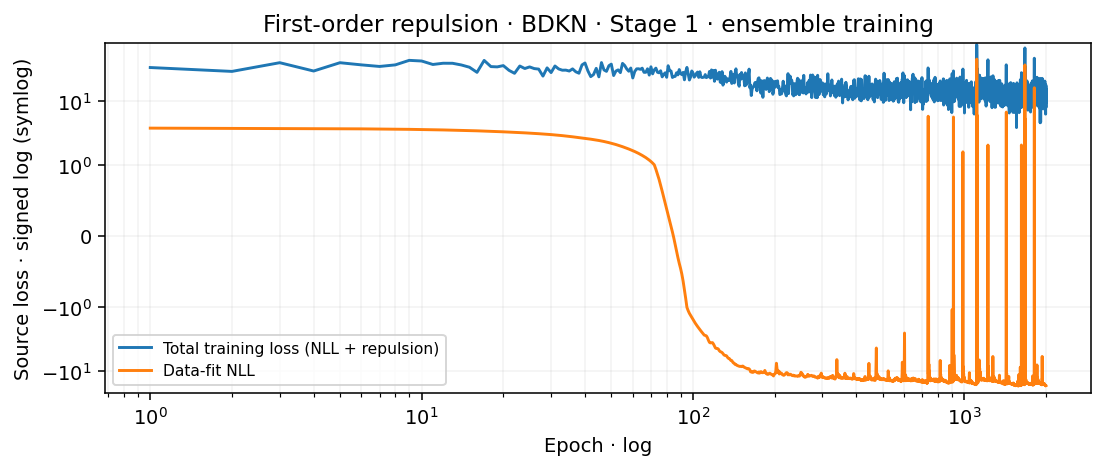 First-order repulsion · BDKN · Stage 1 · ensemble training
Source loss · signed log (symlog)
10¹
10⁰
0
−10⁰
−10¹
Total training loss (NLL + repulsion)
Data-fit NLL
10⁰
10¹
10²
10³
Epoch · log